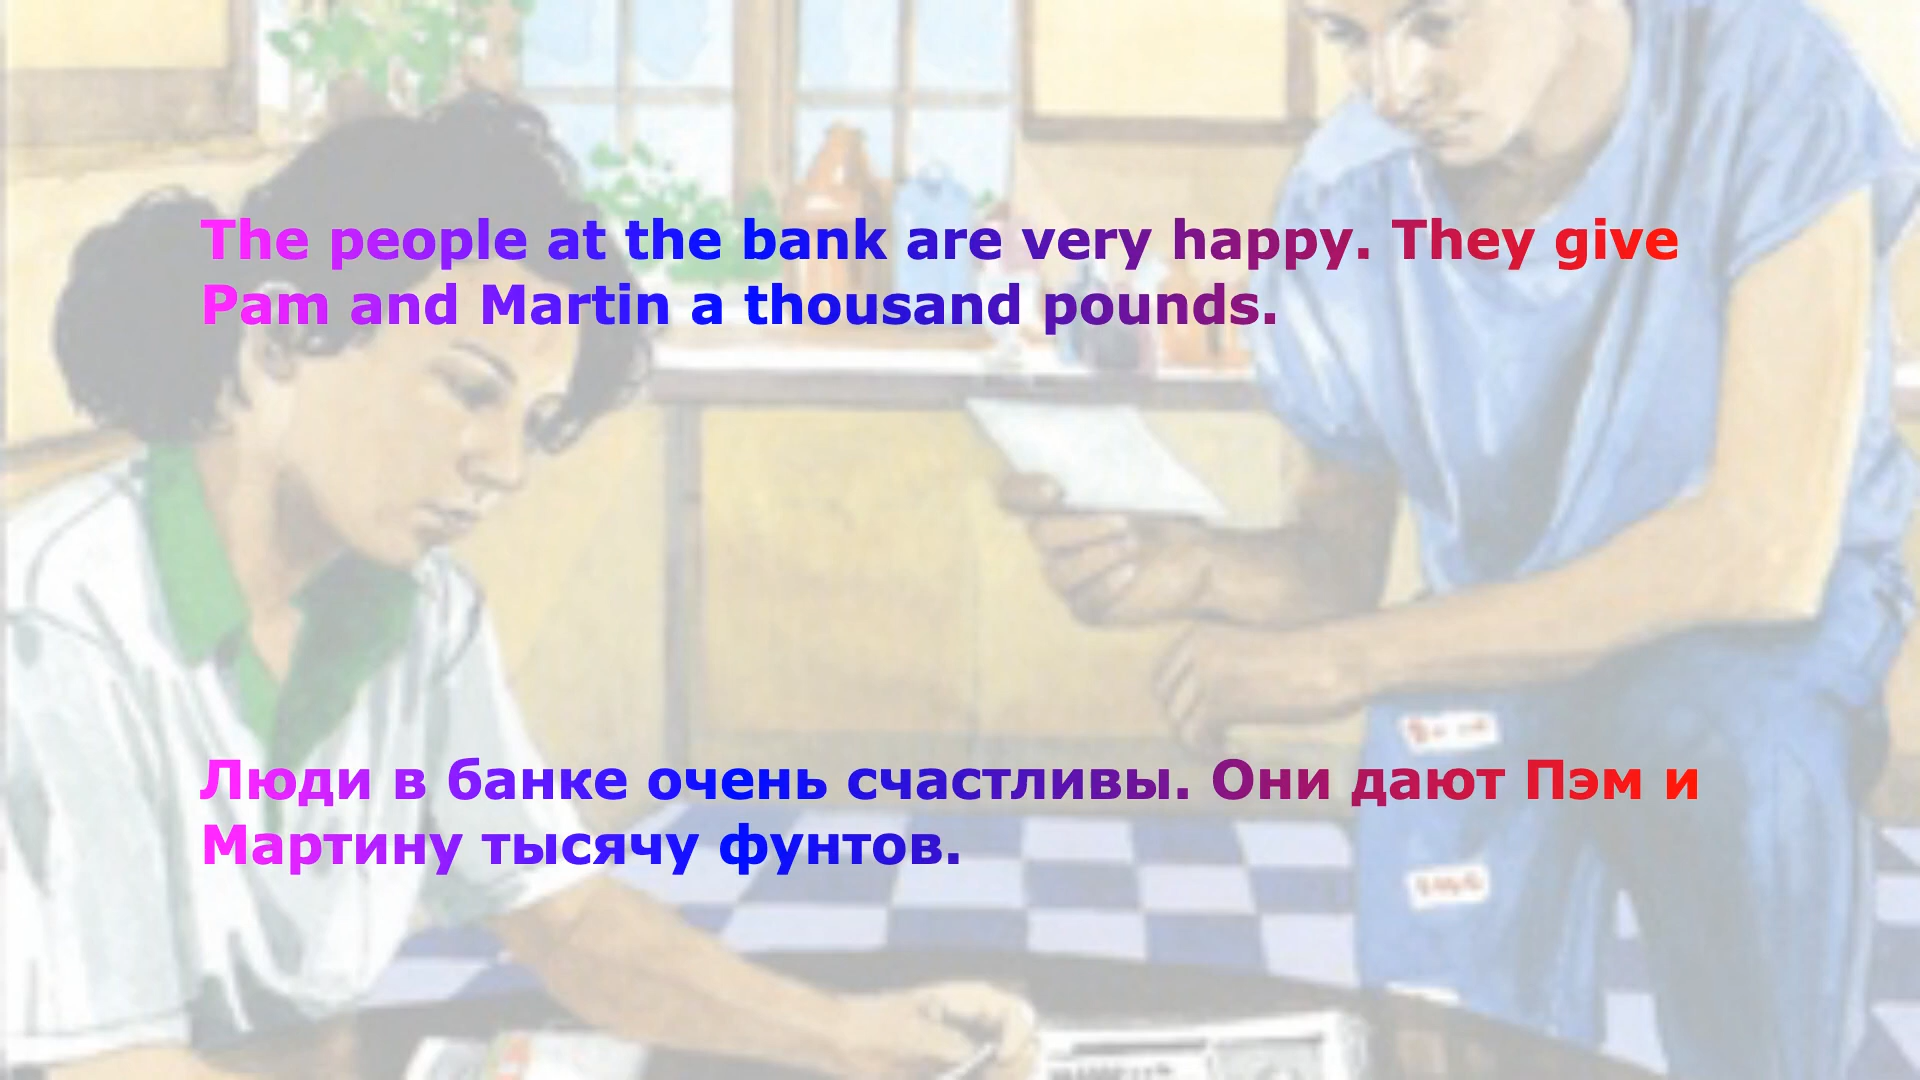 The people at the bank are very happy. They give
Pam and Martin a thousand pounds.
Люди в банке очень счастливы. Они дают Пэм и
Мартину тысячу фунтов.